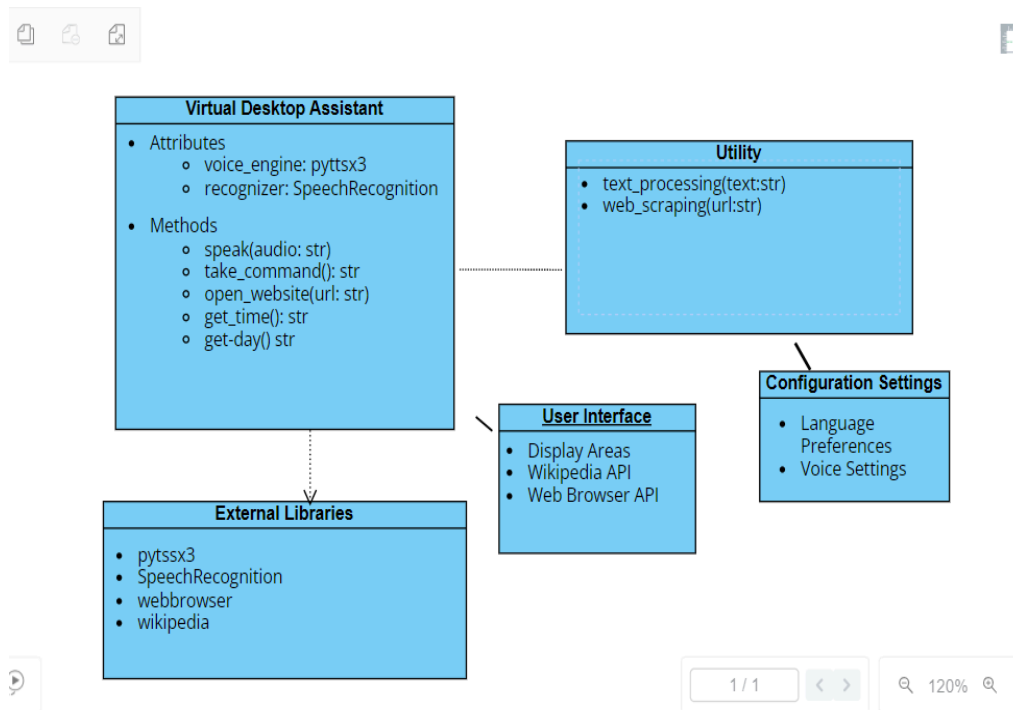 Virtual Desktop Assistant
Attributes
voice_engine: pyttsx3
recognizer: SpeechRecognition
Methods
speak(audio: str)
take_command(): str
open_website(url: str)
get_time(): str
get-day() str
Utility
text_processing(text:str)
web_scraping(url:str)
Configuration Settings
Language
Preferences
Voice Settings
User Interface
Display Areas
Wikipedia API
Web Browser API
External Libraries
pytssx3
SpeechRecognition
webbrowser
wikipedia
1 / 1
120%